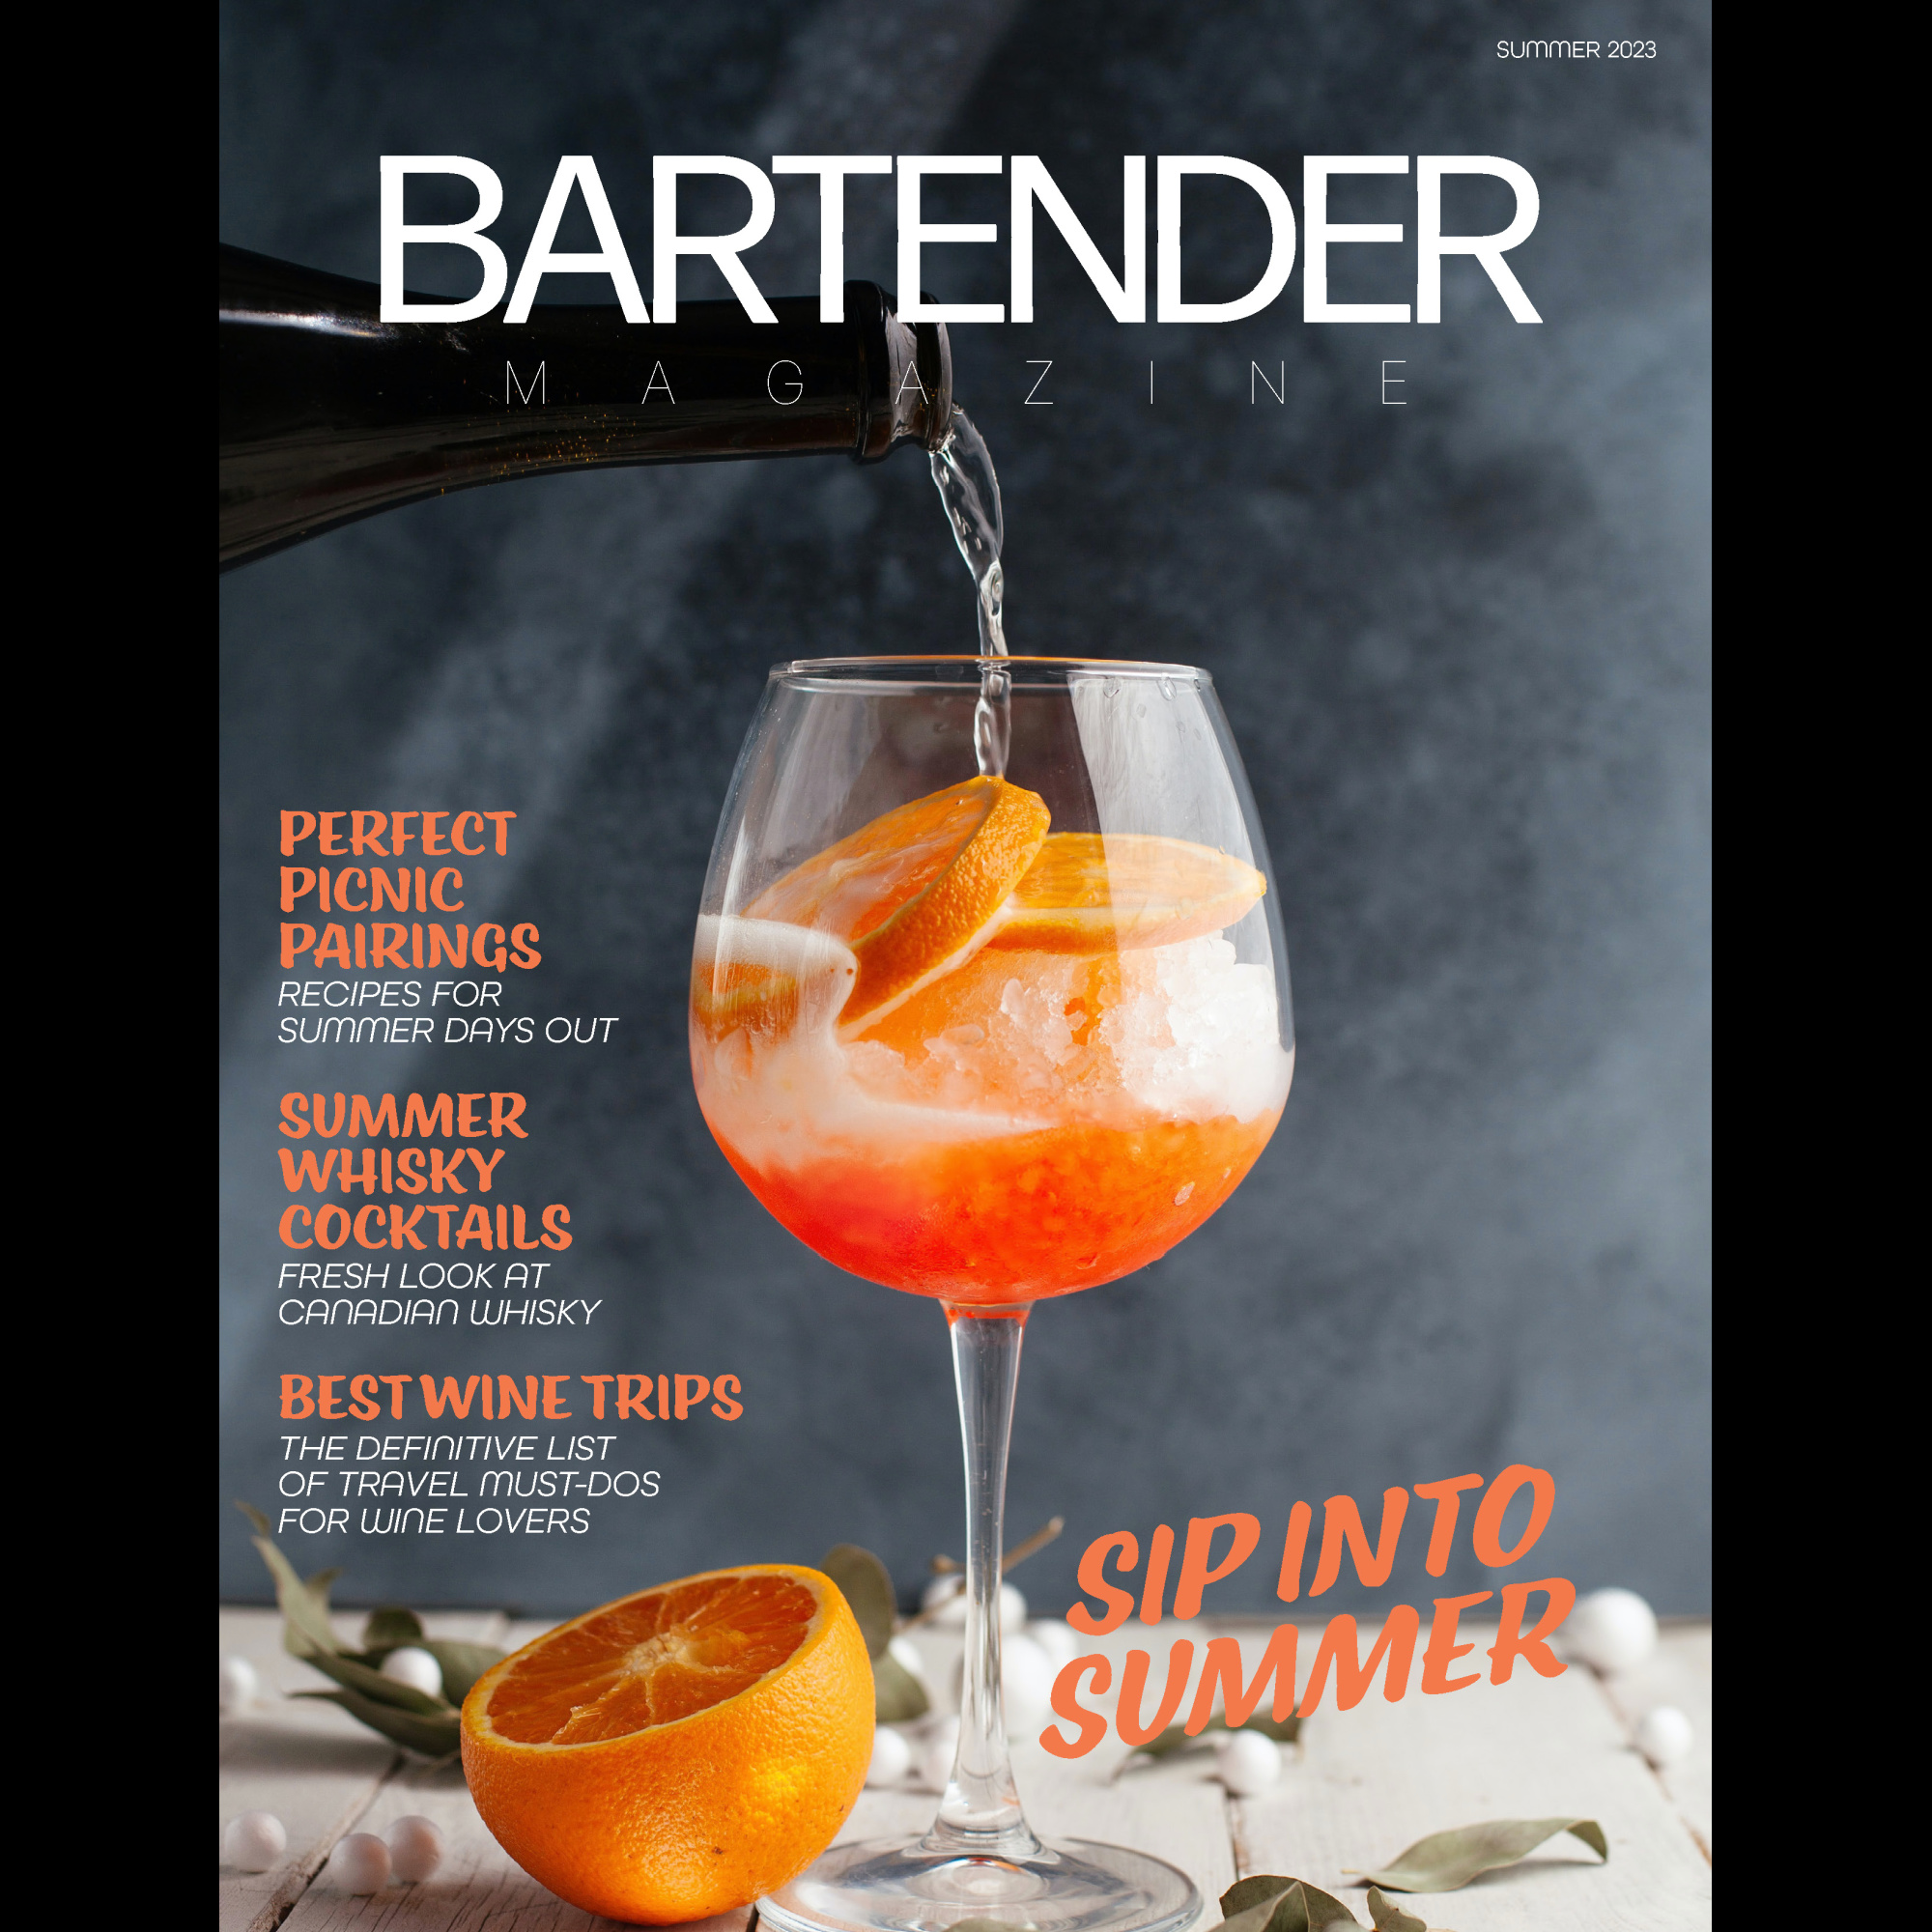 SUMMER 2023
BARTENDER
MAGAZINE
PERFECT
PICNIC
PAIRINGS
RECIPES FOR
SUMMER DAYS OUT
SUMMER
WHISKY
COCKTAILS
FRESH LOOK AT
CANADIAN WHISKY
BEST WINE TRIPS
THE DEFINITIVE LIST
OF TRAVEL MUST-DOS
FOR WINE LOVERS
SIP INTO
SUMMER